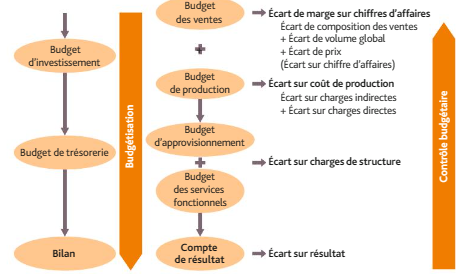 Budget
des ventes
Écart de marge sur chiffres d'affaires
Écart de composition des ventes
+ Écart de volume global
+ Écart de prix
(Écart sur chiffre d'affaires)
Budget
d'investissement
+
Budget
de production
Écart sur coût de production
Écart sur charges indirectes
+ Écart sur charges directes
Budgétisation
Contrôle budgétaire
Budget de trésorerie
Budget
d'approvisionnement
+
Écart sur charges de structure
Budget
des services
fonctionnels
Bilan
Compte
de résultat
Écart sur résultat